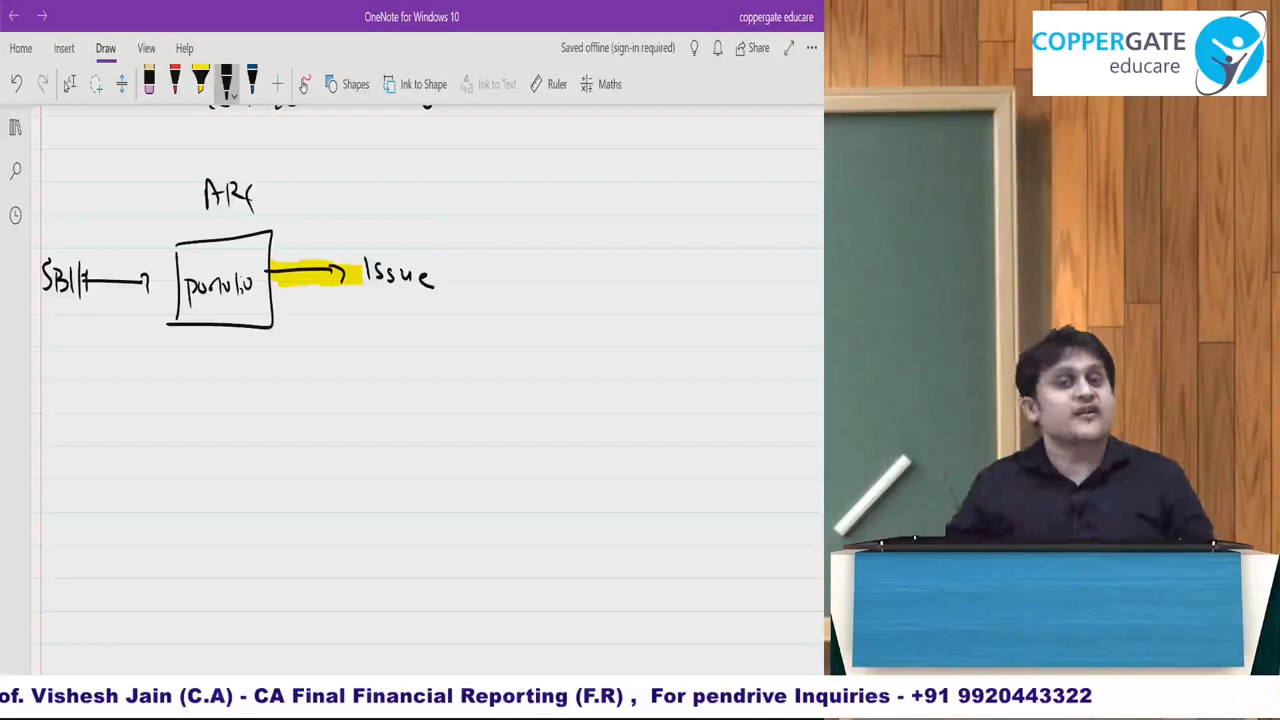 OneNote for Windows 10
coppergate educare
Home Insert Draw View Help
Saved offline (sign-in required)
Share
Shapes
Ink to Shape
Ink to Text
Ruler
Maths
COPPERGATE
educare
ARC
SBI
Issue
of. Vishesh Jain (C.A) - CA Final Financial Reporting (F.R) , For pendrive Inquiries - +91 9920443322